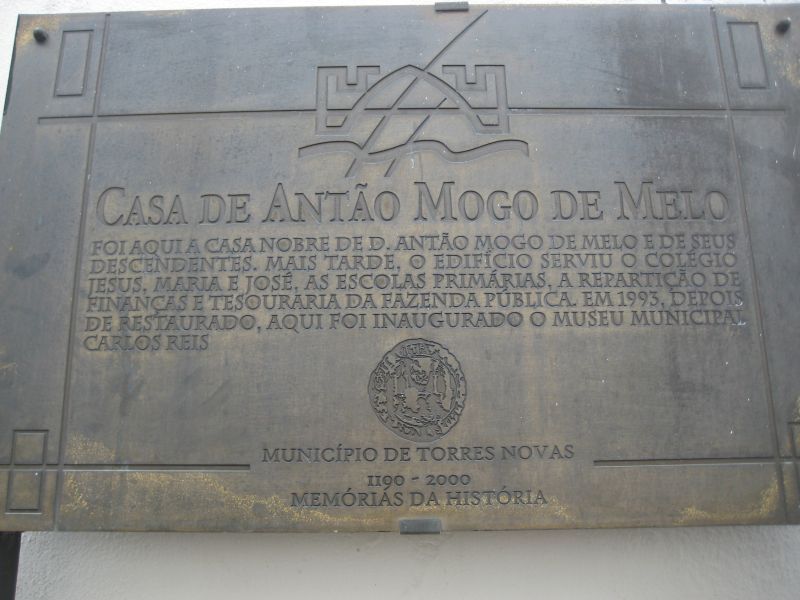 CASA DE ANTÃO MOGO DE MELO
FOI AQUI A CASA NOBRE DE D. ANTÃO MOGO DE MELO E DE SEUS
DESCENDENTES. MAIS TARDE, O EDIFÍCIO SERVIU O COLÉGIO
JESUS, MARIA E JOSÉ, AS ESCOLAS PRIMÁRIAS, A REPARTIÇÃO DE
FINANÇAS E TESOURARIA DA FAZENDA PÚBLICA. EM 1993, DEPOIS
DE RESTAURADO, AQUI FOI INAUGURADO O MUSEU MUNICIPAL
CARLOS REIS
MUNICÍPIO DE TORRES NOVAS
1190 - 2000
MEMÓRIAS DA HISTÓRIA